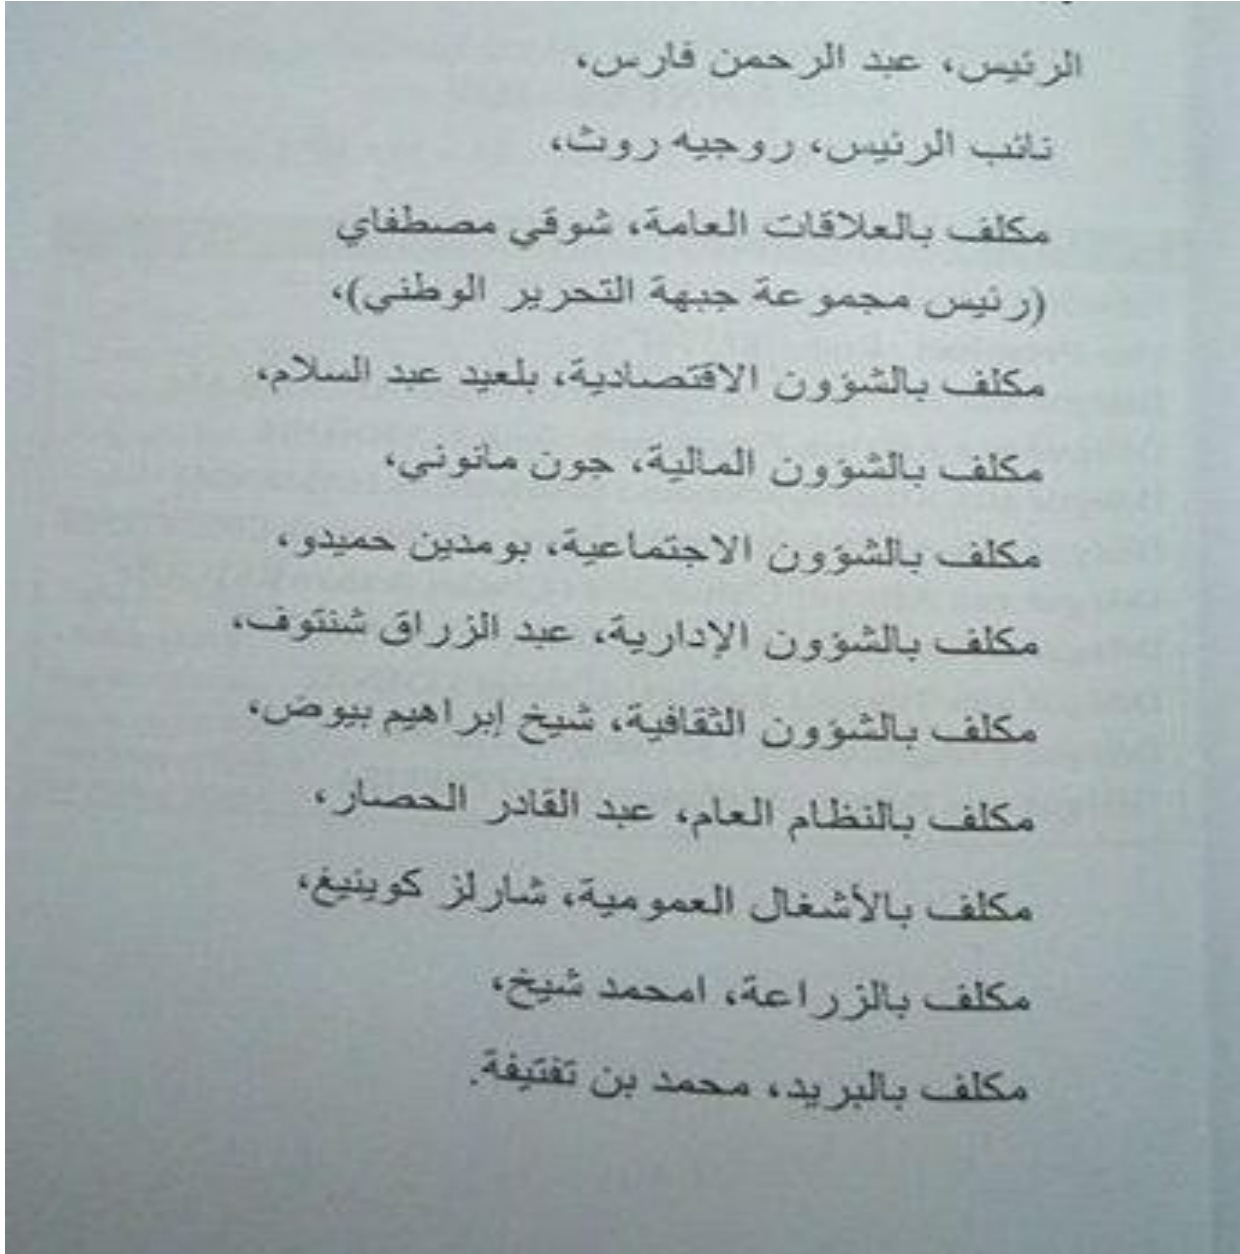 الرئيس، عبد الرحمن فارس،
نائب الرئيس، روجيه روث،
مكلف بالعلاقات العامة، شوقي مصطفاي
(رئيس مجموعة جبهة التحرير الوطني)،
مكلف بالشؤون الاقتصادية، بلعيد عبد السلام،
مكلف بالشؤون المالية، جون مانوني،
مكلف بالشؤون الاجتماعية، بومدين حميدو،
مكلف بالشؤون الإدارية، عبد الزراق شنتوف،
مكلف بالشؤون الثقافية، شيخ إبراهيم بيوض،
مكلف بالنظام العام، عبد القادر الحصار،
مكلف بالأشغال العمومية، شارلز كوينيغ،
مكلف بالزراعة، امحمد شيخ،
مكلف بالبريد، محمد بن تفتيفة.